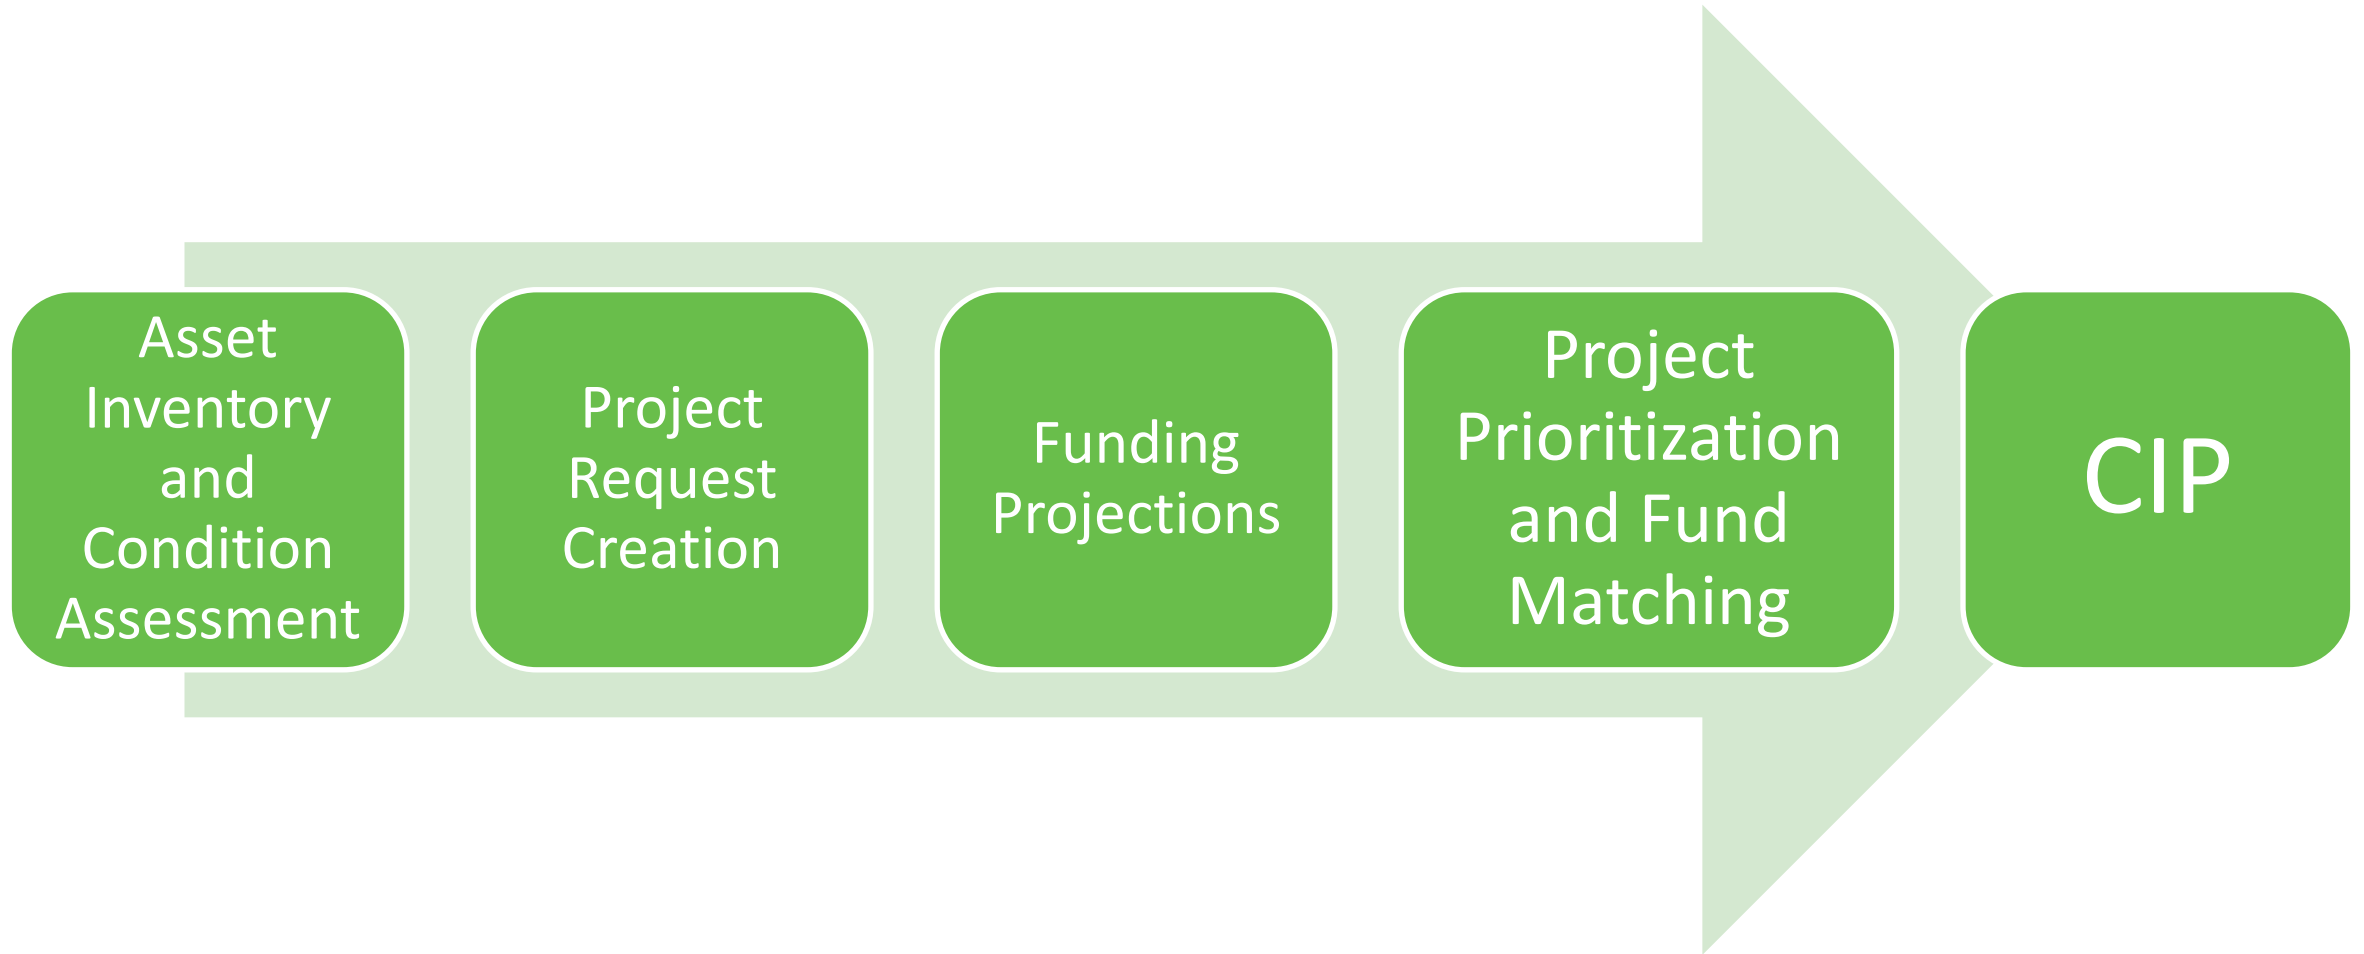 Asset
Inventory
and
Condition
Assessment
Project
Request
Creation
Funding
Projections
Project
Prioritization
and Fund
Matching
CIP